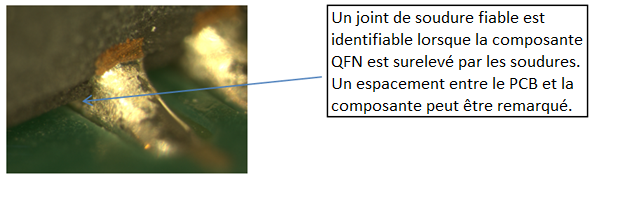 Un joint de soudure fiable est
identifiable lorsque la composante
QFN est surelevé par les soudures.
Un espacement entre le PCB et la
composante peut être remarqué.